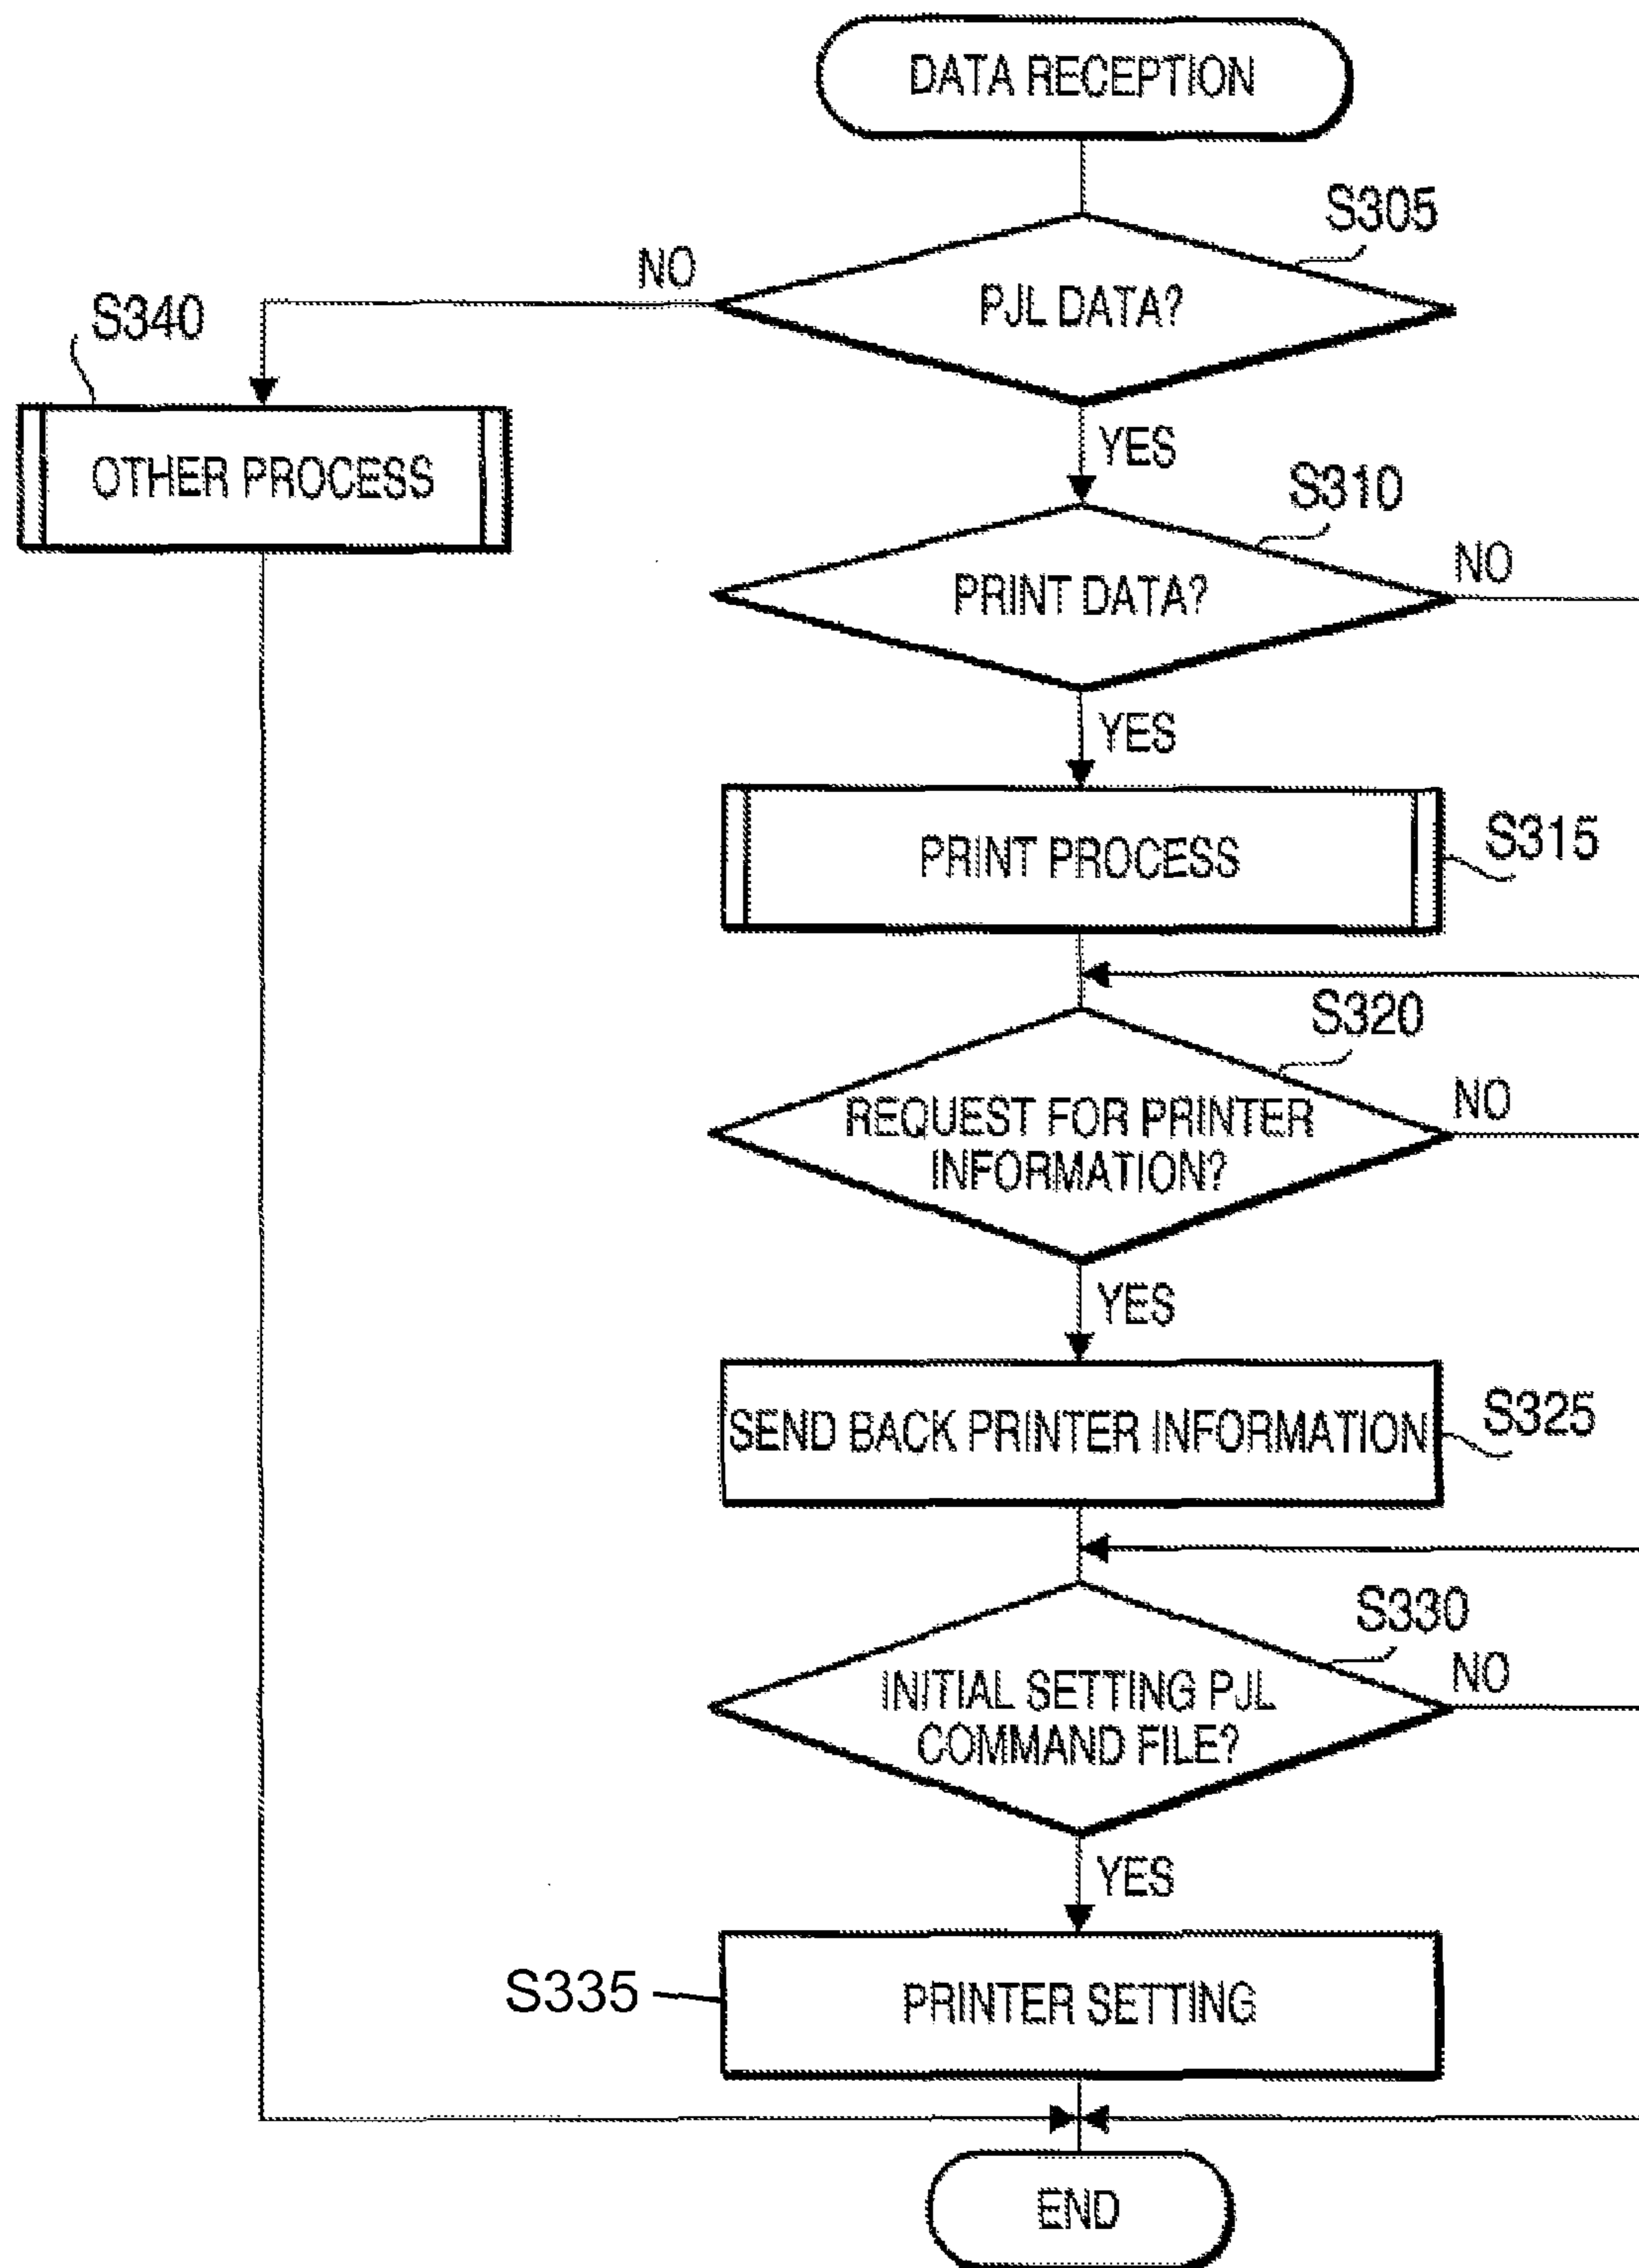 DATA RECEPTION
S305
NO
PJL DATA?
S340
YES
OTHER PROCESS
S310
NO
PRINT DATA?
YES
PRINT PROCESS
S315
S320
NO
REQUEST FOR PRINTER
INFORMATION?
YES
SEND BACK PRINTER INFORMATION
S325
S330
NO
INITIAL SETTING PJL
COMMAND FILE?
YES
S335
PRINTER SETTING
END